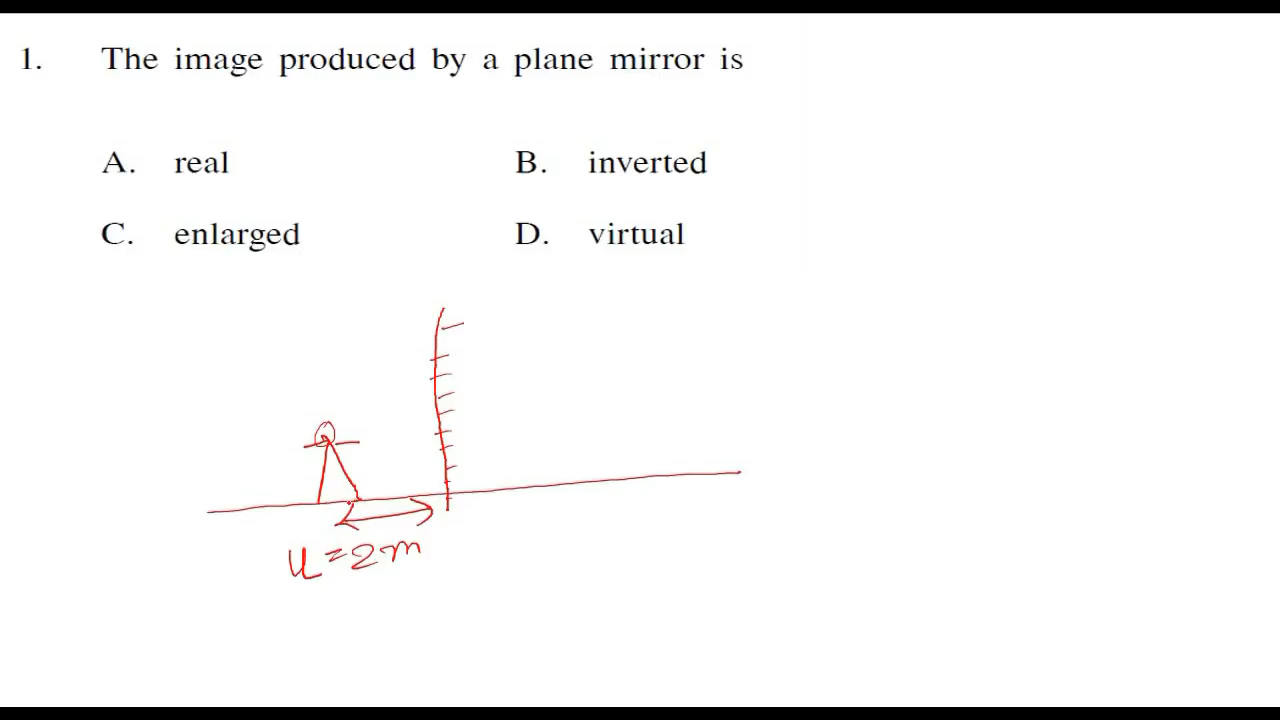 1. The image produced by a plane mirror is
A. real B. inverted
C. enlarged D. virtual
u = 2m